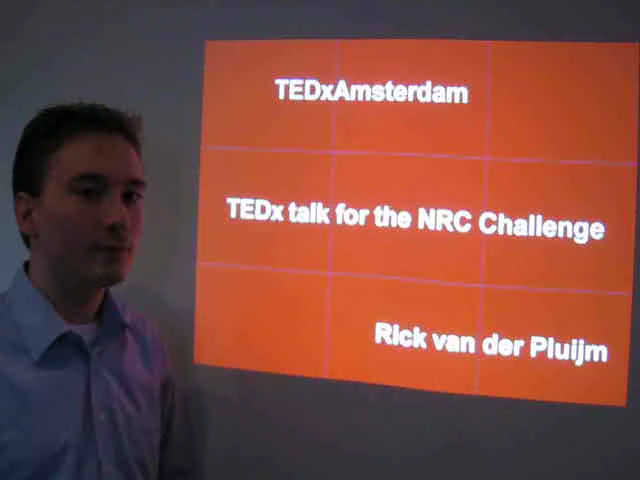 TEDxAmsterdam
TEDx talk for the NRC Challenge
Rick van der Pluijm